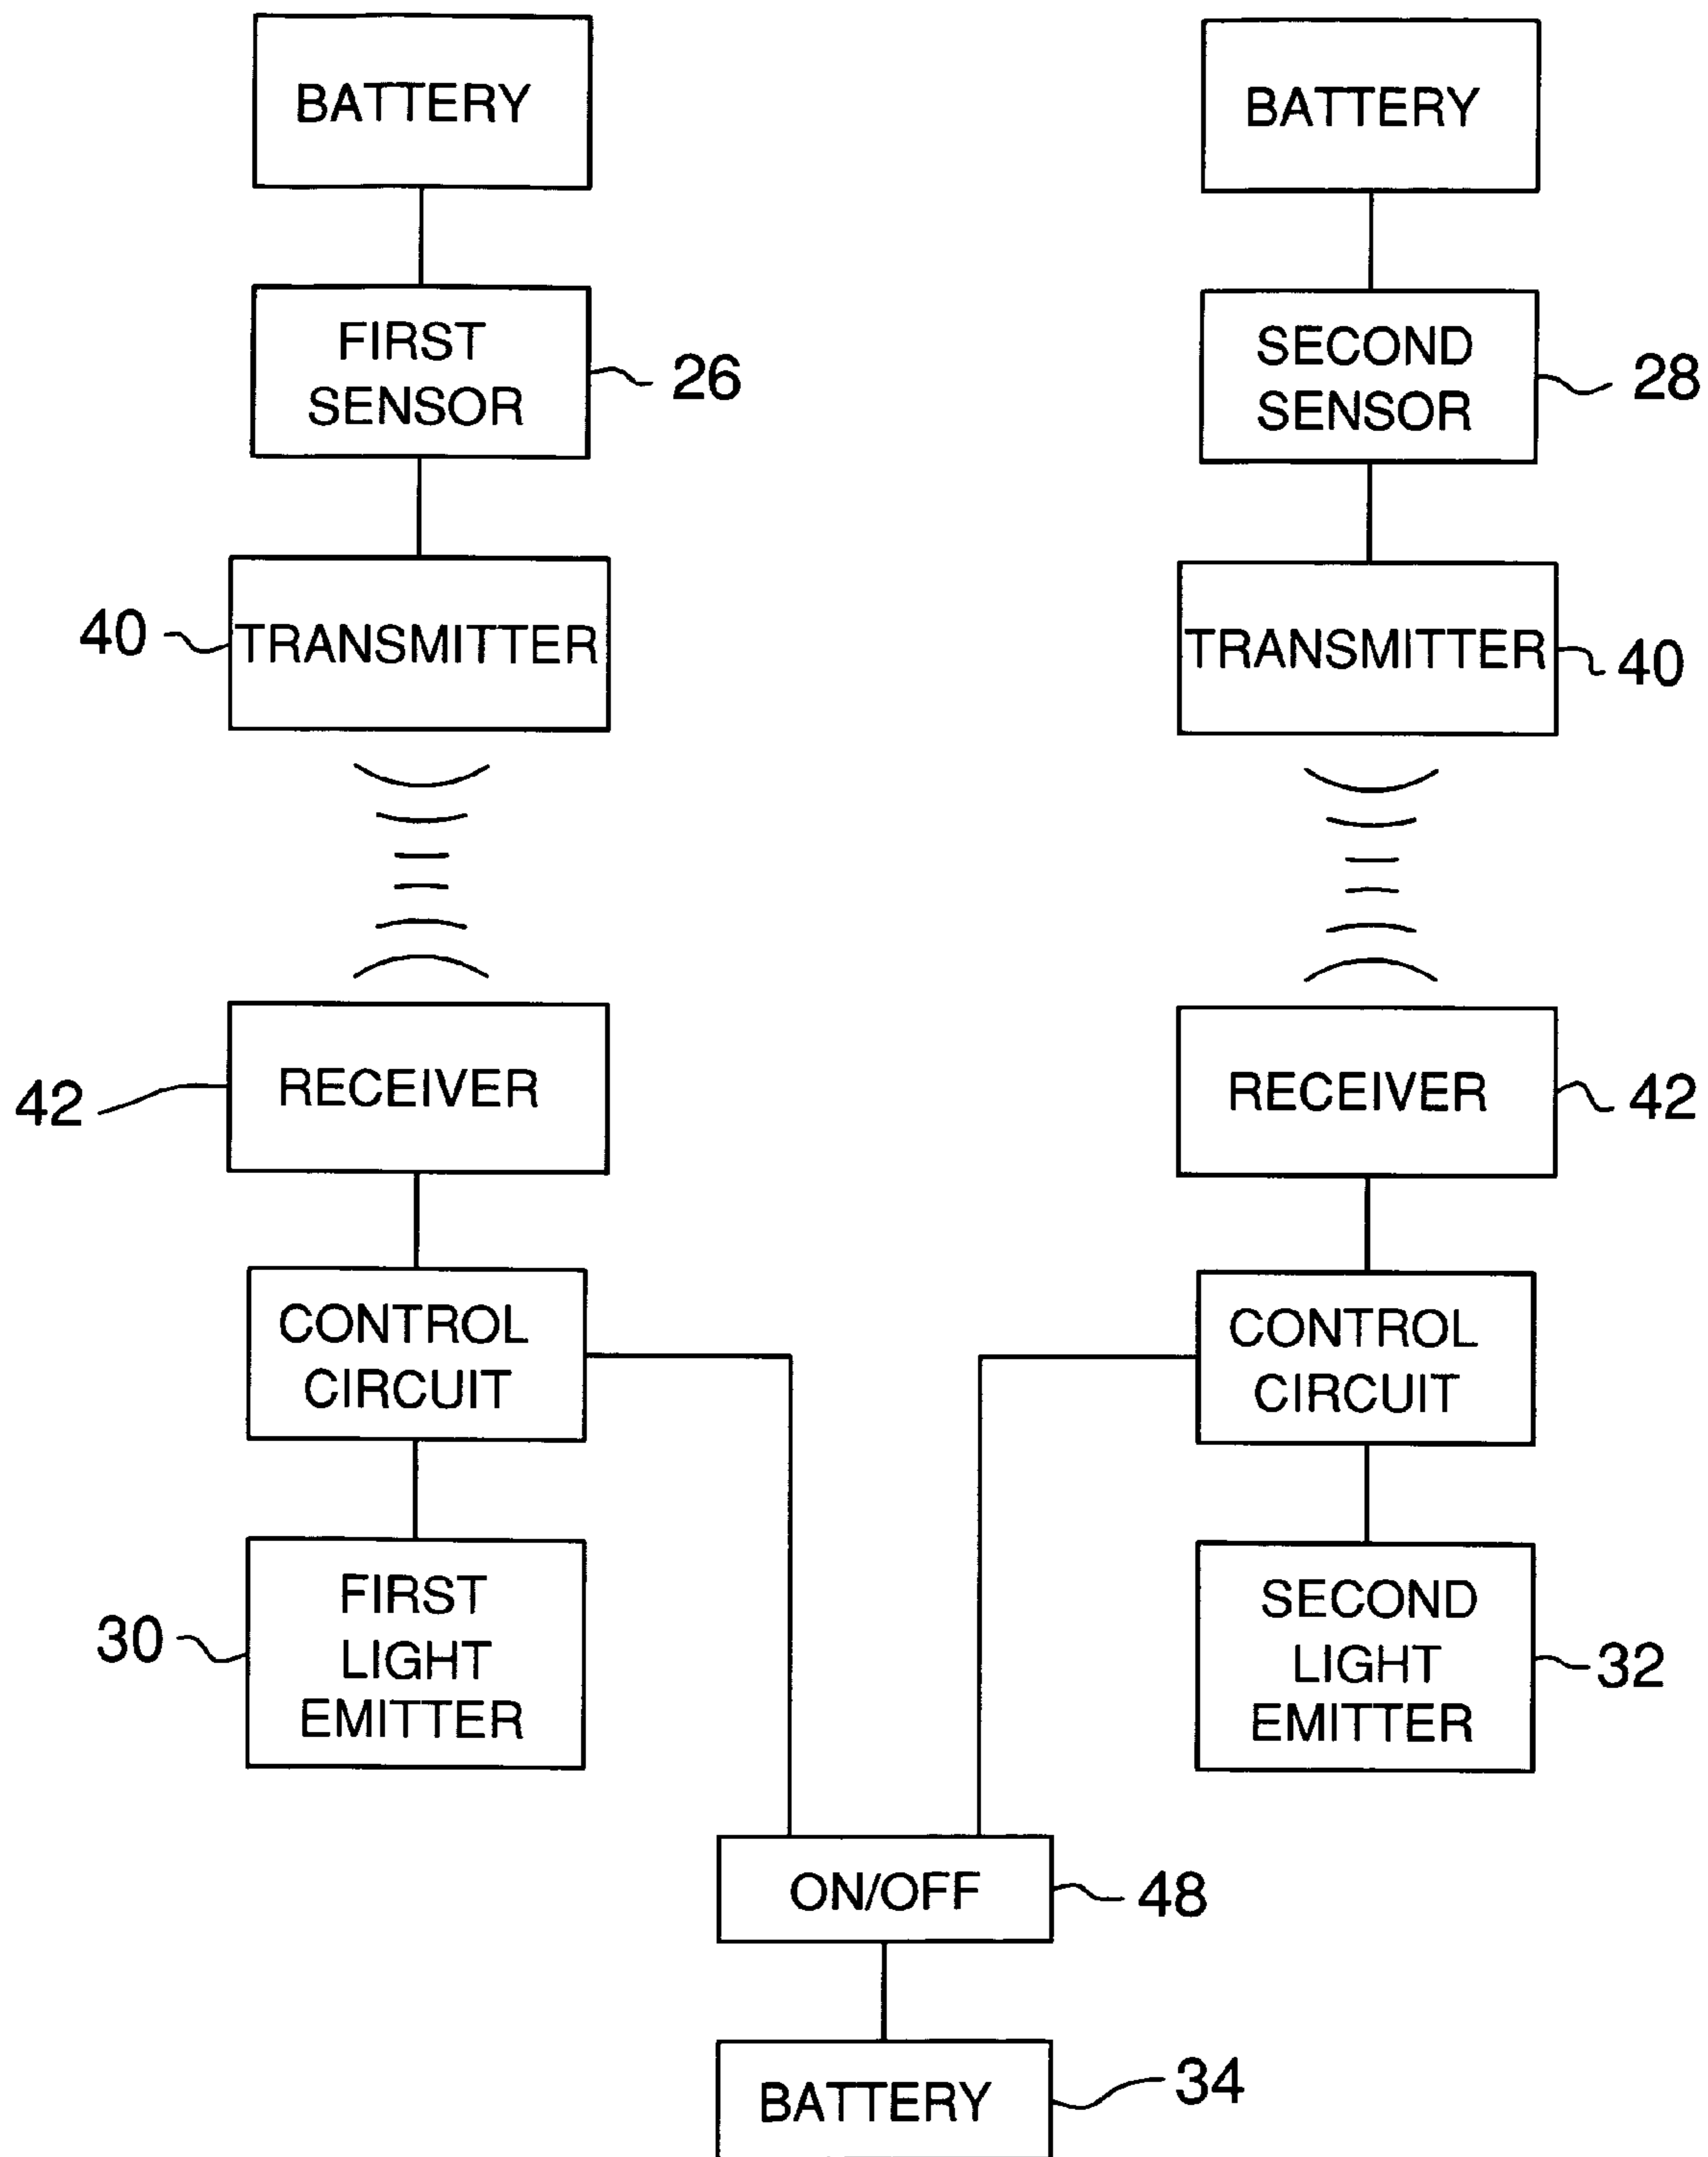 BATTERY
BATTERY
FIRST
SENSOR
26
SECOND
SENSOR
28
40
TRANSMITTER
TRANSMITTER
40
42
RECEIVER
RECEIVER
42
CONTROL
CIRCUIT
CONTROL
CIRCUIT
30
FIRST
LIGHT
EMITTER
SECOND
LIGHT
EMITTER
32
ON/OFF
48
BATTERY
34